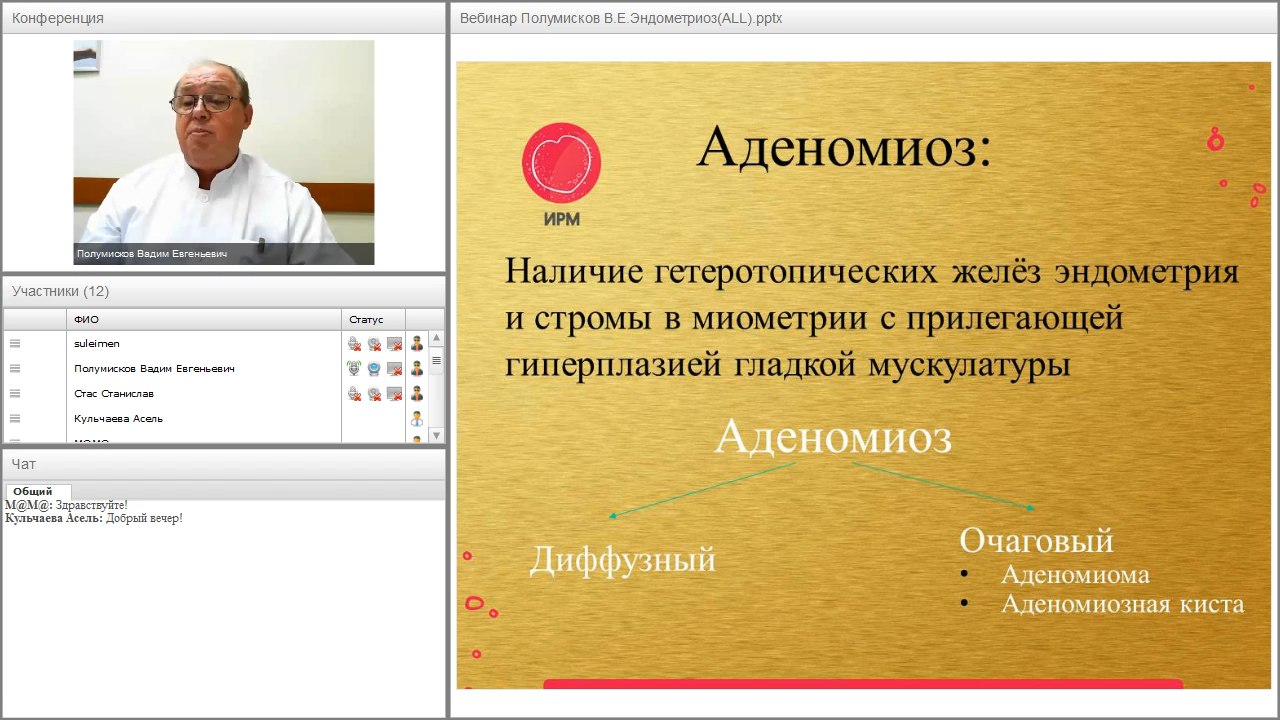 Конференция
Полумисков Вадим Евгеньевич
Участники (12)
ФИО
Статус
suleimen
Полумисков Вадим Евгеньевич
Стас Станислав
Кульчаева Асель
Чат
Общий
M@M@: Здравствуйте!
Кульчаева Асель: Добрый вечер!
Вебинар Полумисков В.Е.Эндометриоз(ALL).pptx
ИРМ
Аденомиоз:
Наличие гетеротопических желёз эндометрия
и стромы в миометрии с прилегающей
гиперплазией гладкой мускулатуры
Аденомиоз
Диффузный
Очаговый
• Аденомиома
• Аденомиозная киста